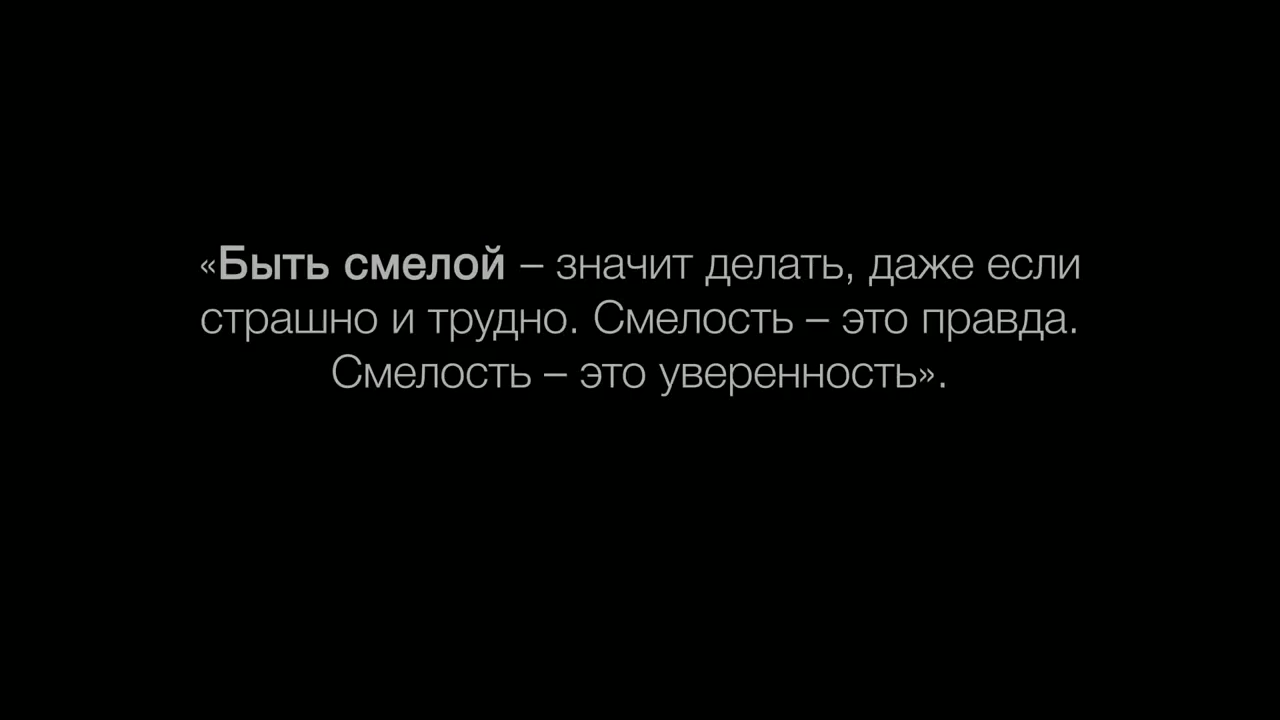 «Быть смелой – значит делать, даже если
страшно и трудно. Смелость – это правда.
Смелость – это уверенность».